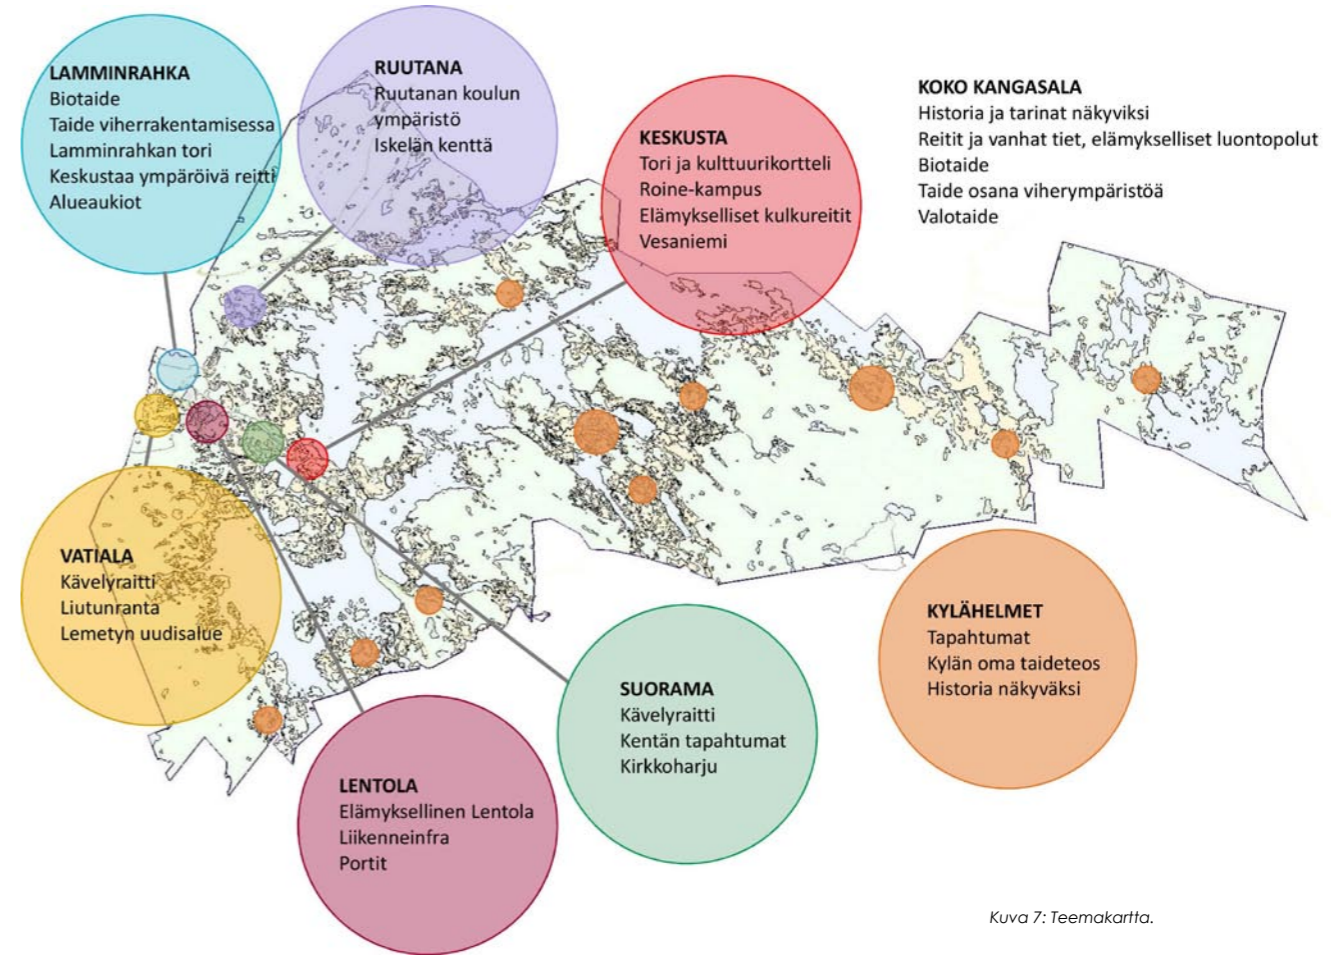 LAMMINRAHKA
Biotaide
Taide viherrakentamisessa
Lamminrahkan tori
Keskustaa ympäröivä reitti
Alueaukiot
RUUTANA
Ruutanan koulun
ympäristö
Iskelän kenttä
KESKUSTA
Tori ja kulttuurikortteli
Roine-kampus
Elämykselliset kulkureitit
Vesaniemi
KOKO KANGASALA
Historia ja tarinat näkyviksi
Reitit ja vanhat tiet, elämykselliset luontopolut
Biotaide
Taide osana viherympäristöä
Valotaide
VATIALA
Kävelyraitti
Liutunranta
Lemetyn uudisalue
LENTOLA
Elämyksellinen Lentola
Liikenneinfra
Portit
SUORAMA
Kävelyraitti
Kentän tapahtumat
Kirkkoharju
KYLÄHELMET
Tapahtumat
Kylän oma taideteos
Historia näkyväksi
Kuva 7: Teemakartta.